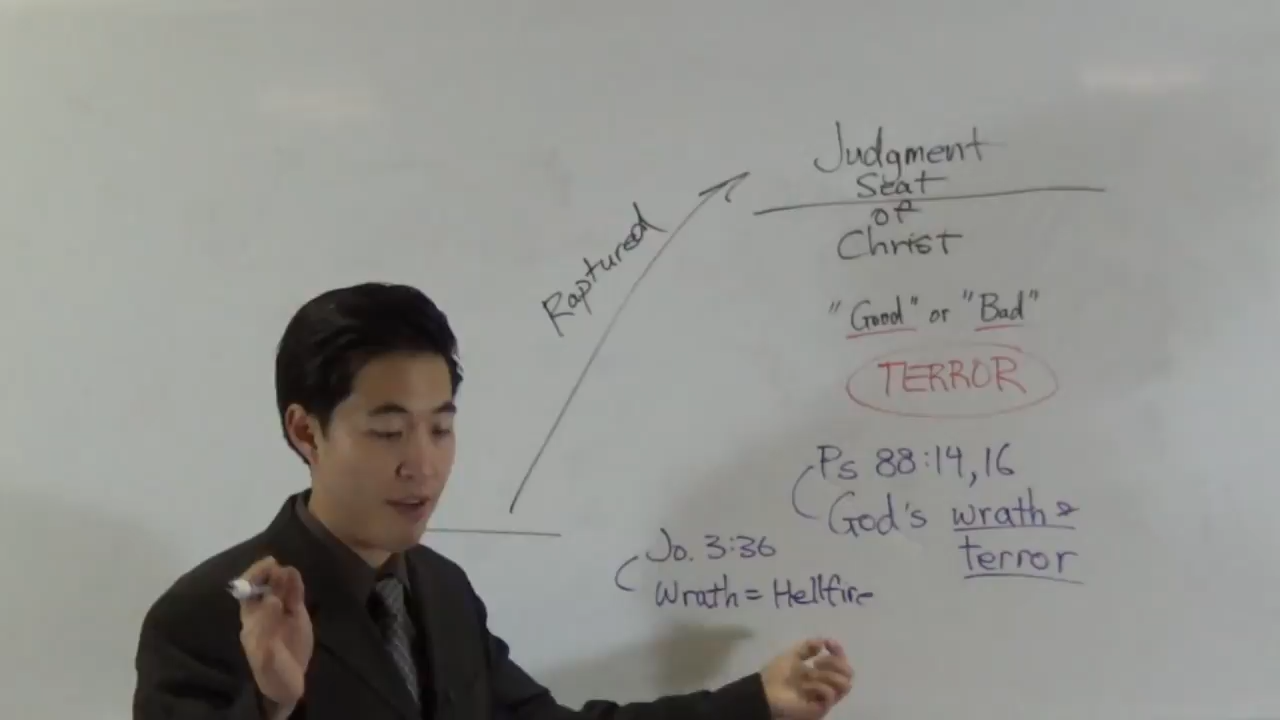 Judgment
Seat
of
Christ
Raptured
"Good" or "Bad"
TERROR
Ps 88:14,16
God's wrath &
terror
Jo. 3:36
Wrath = Hellfire